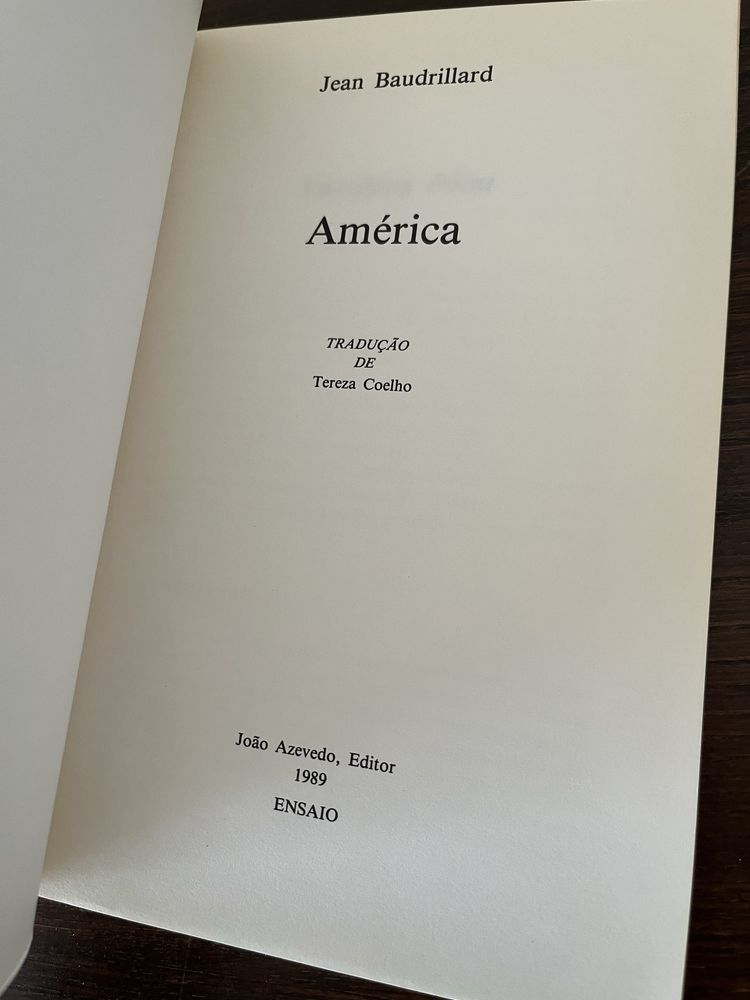 Jean Baudrillard
América
TRADUÇÃO
DE
Tereza Coelho
João Azevedo, Editor
1989
ENSAIO